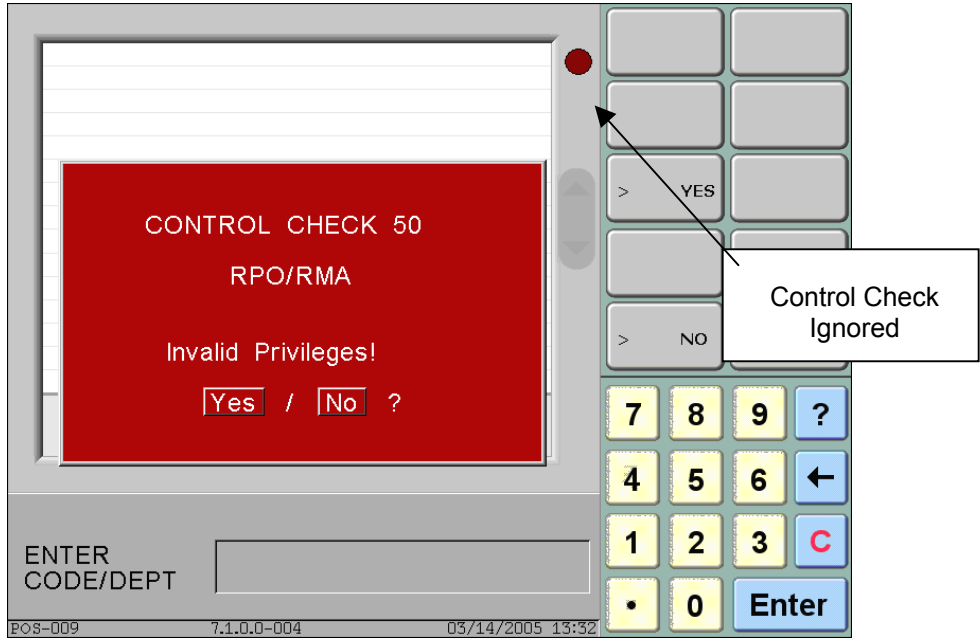 CONTROL CHECK 50
RPO/RMA
Invalid Privileges!
Yes / No ?
> YES
> NO
Control Check
Ignored
7 8 9 ?
4 5 6 ←
1 2 3 C
• 0 Enter
ENTER
CODE/DEPT
POS-009 7.1.0.0-004 03/14/2005 13:32